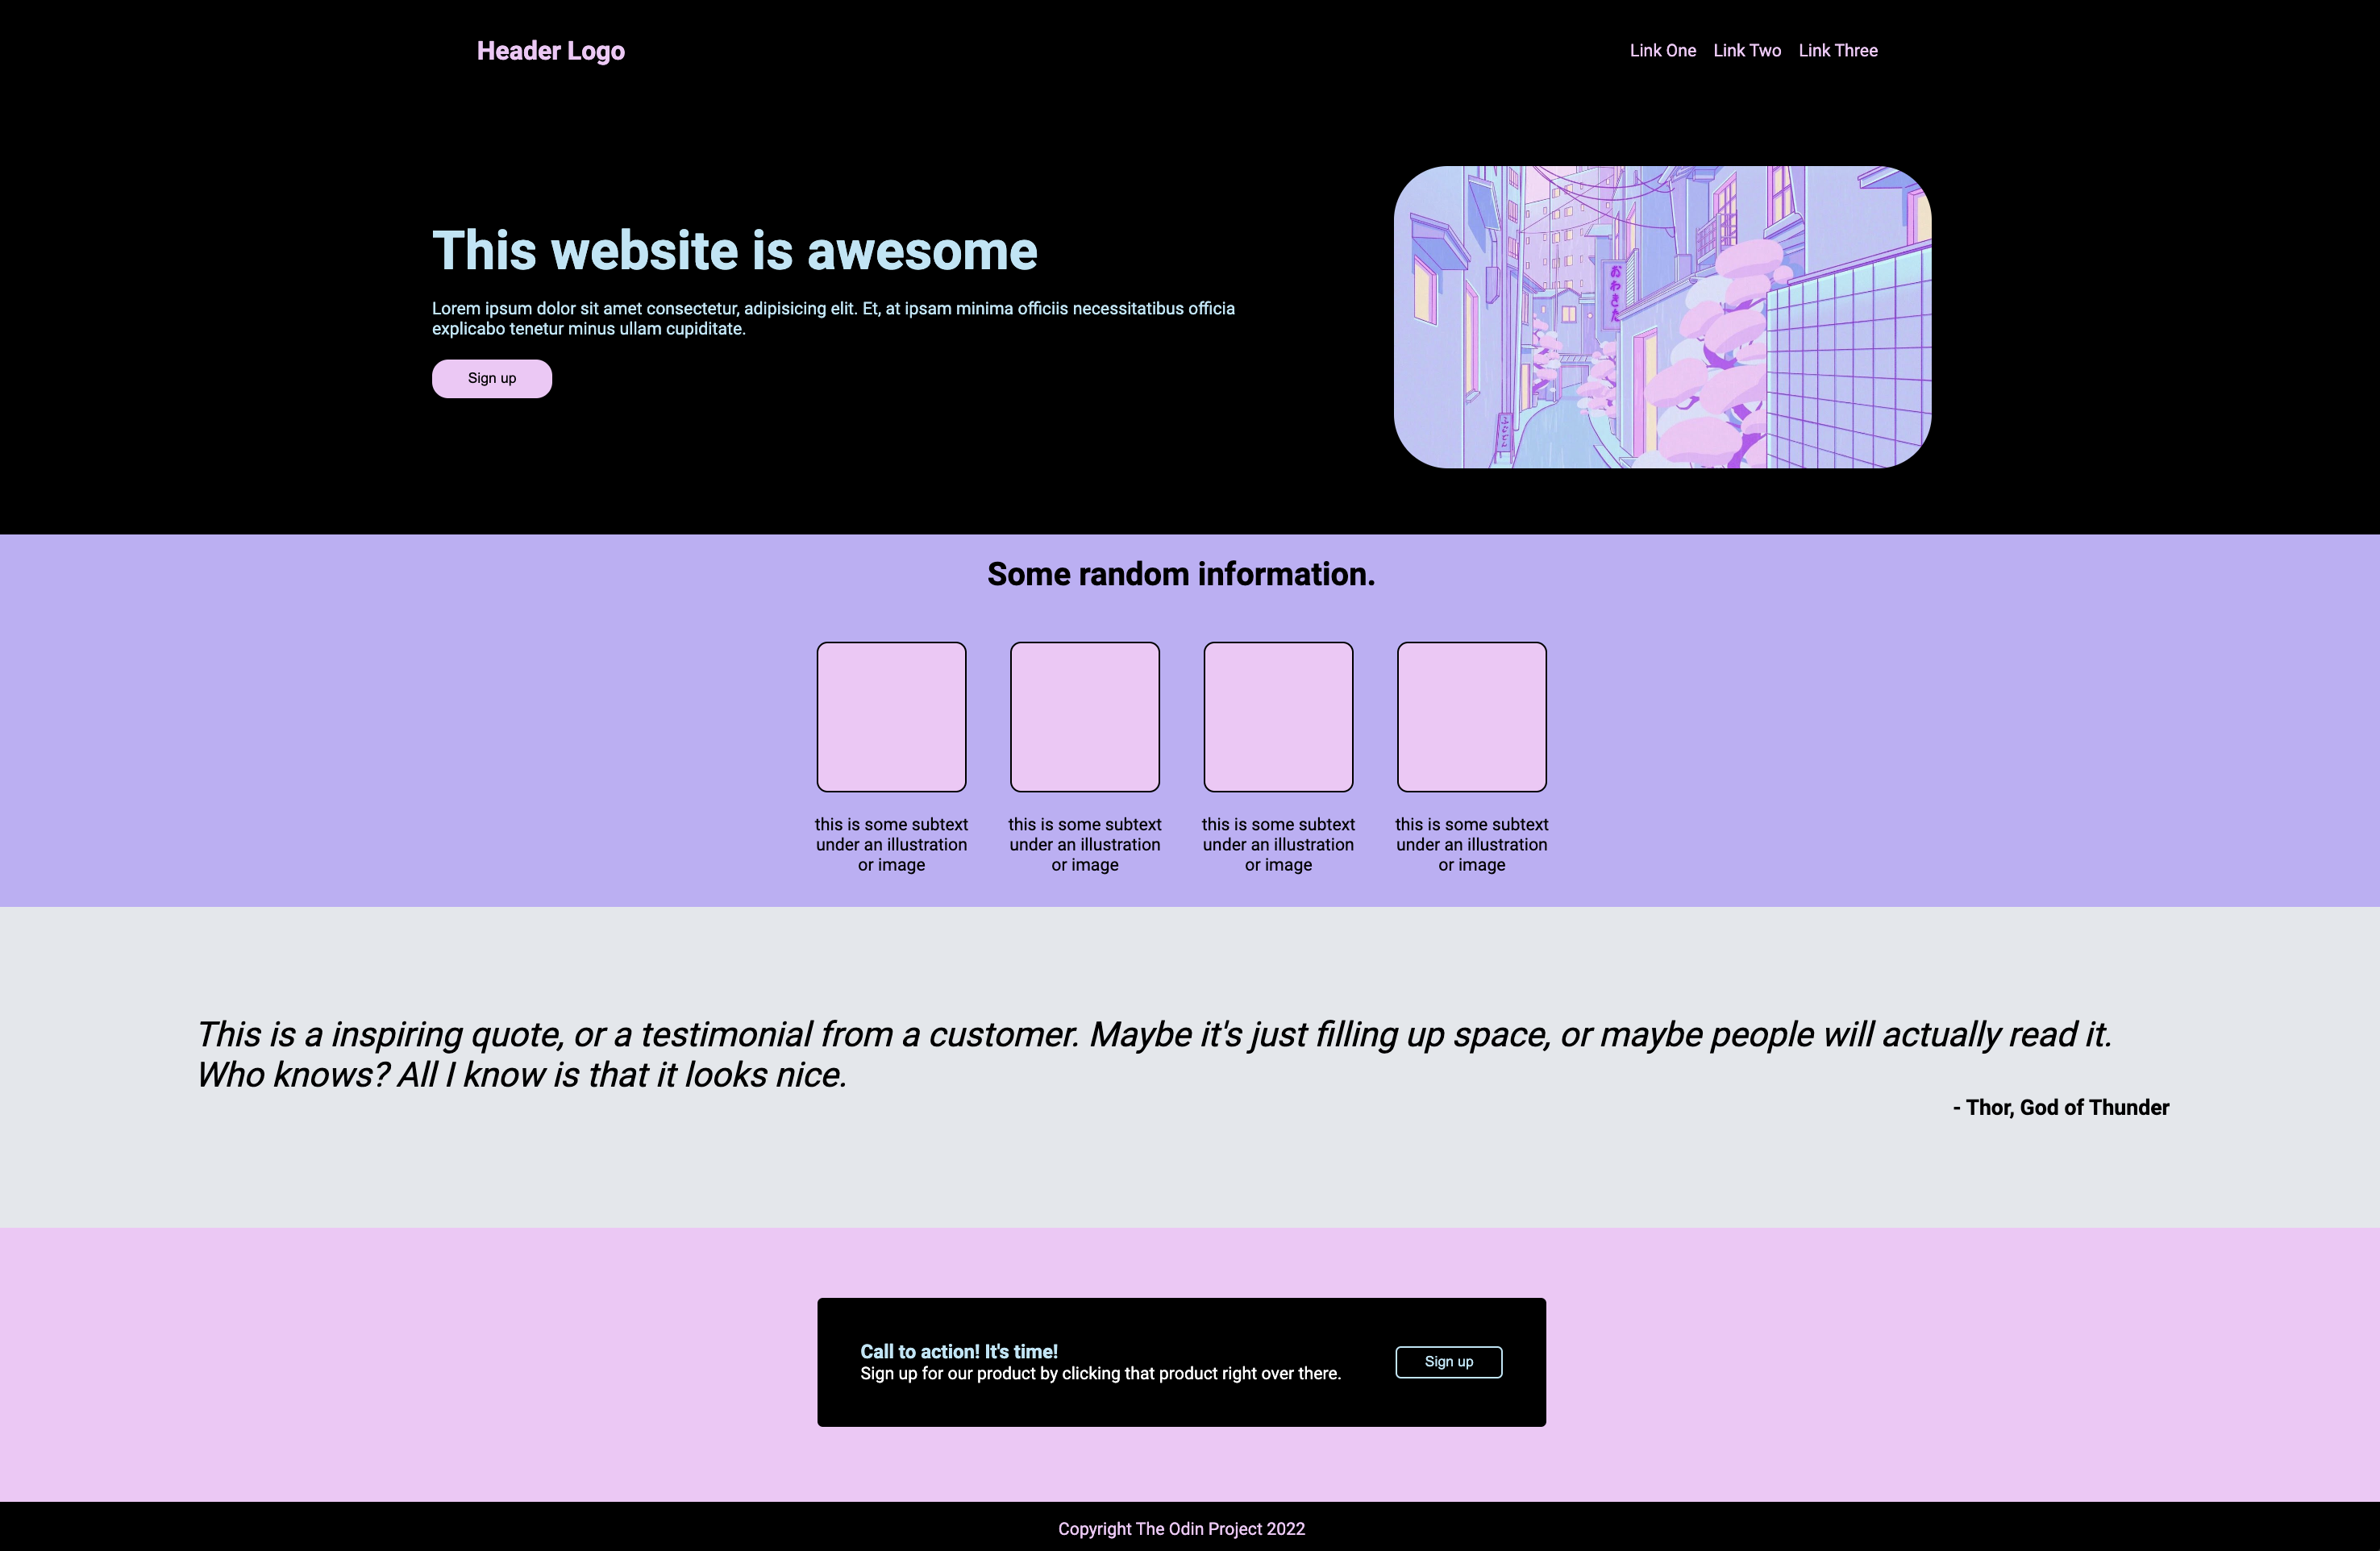 Header Logo
Link One Link Two Link Three
This website is awesome
Lorem ipsum dolor sit amet consectetur, adipisicing elit. Et, at ipsam minima officiis necessitatibus officia
explicabo tenetur minus ullam cupiditate.
Sign up
Some random information.
this is some subtext
under an illustration
or image
this is some subtext
under an illustration
or image
this is some subtext
under an illustration
or image
this is some subtext
under an illustration
or image
This is a inspiring quote, or a testimonial from a customer. Maybe it's just filling up space, or maybe people will actually read it.
Who knows? All I know is that it looks nice.
- Thor, God of Thunder
Call to action! It's time!
Sign up for our product by clicking that product right over there.
Sign up
Copyright The Odin Project 2022